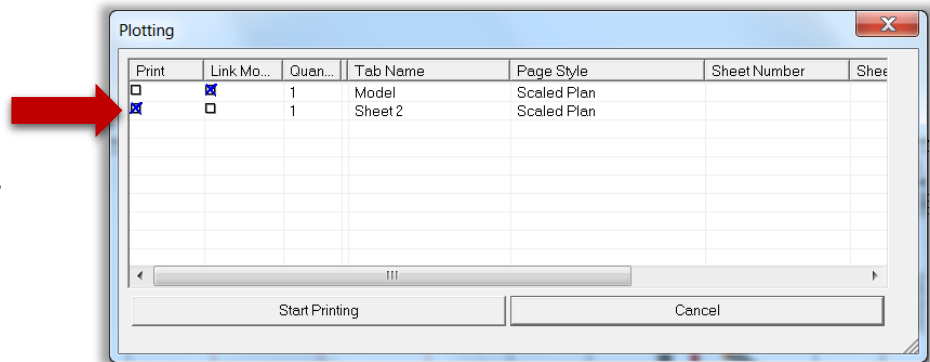 Plotting
Print Link Mo... Quan... Tab Name Page Style Sheet Number Shee
1 Model Scaled Plan
1 Sheet 2 Scaled Plan
Start Printing Cancel